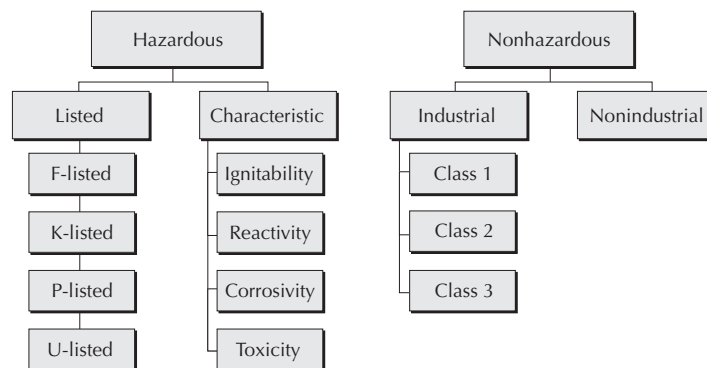 Hazardous
Nonhazardous
Listed
Characteristic
Industrial
Nonindustrial
F-listed
Ignitability
Class 1
K-listed
Reactivity
Class 2
P-listed
Corrosivity
Class 3
U-listed
Toxicity